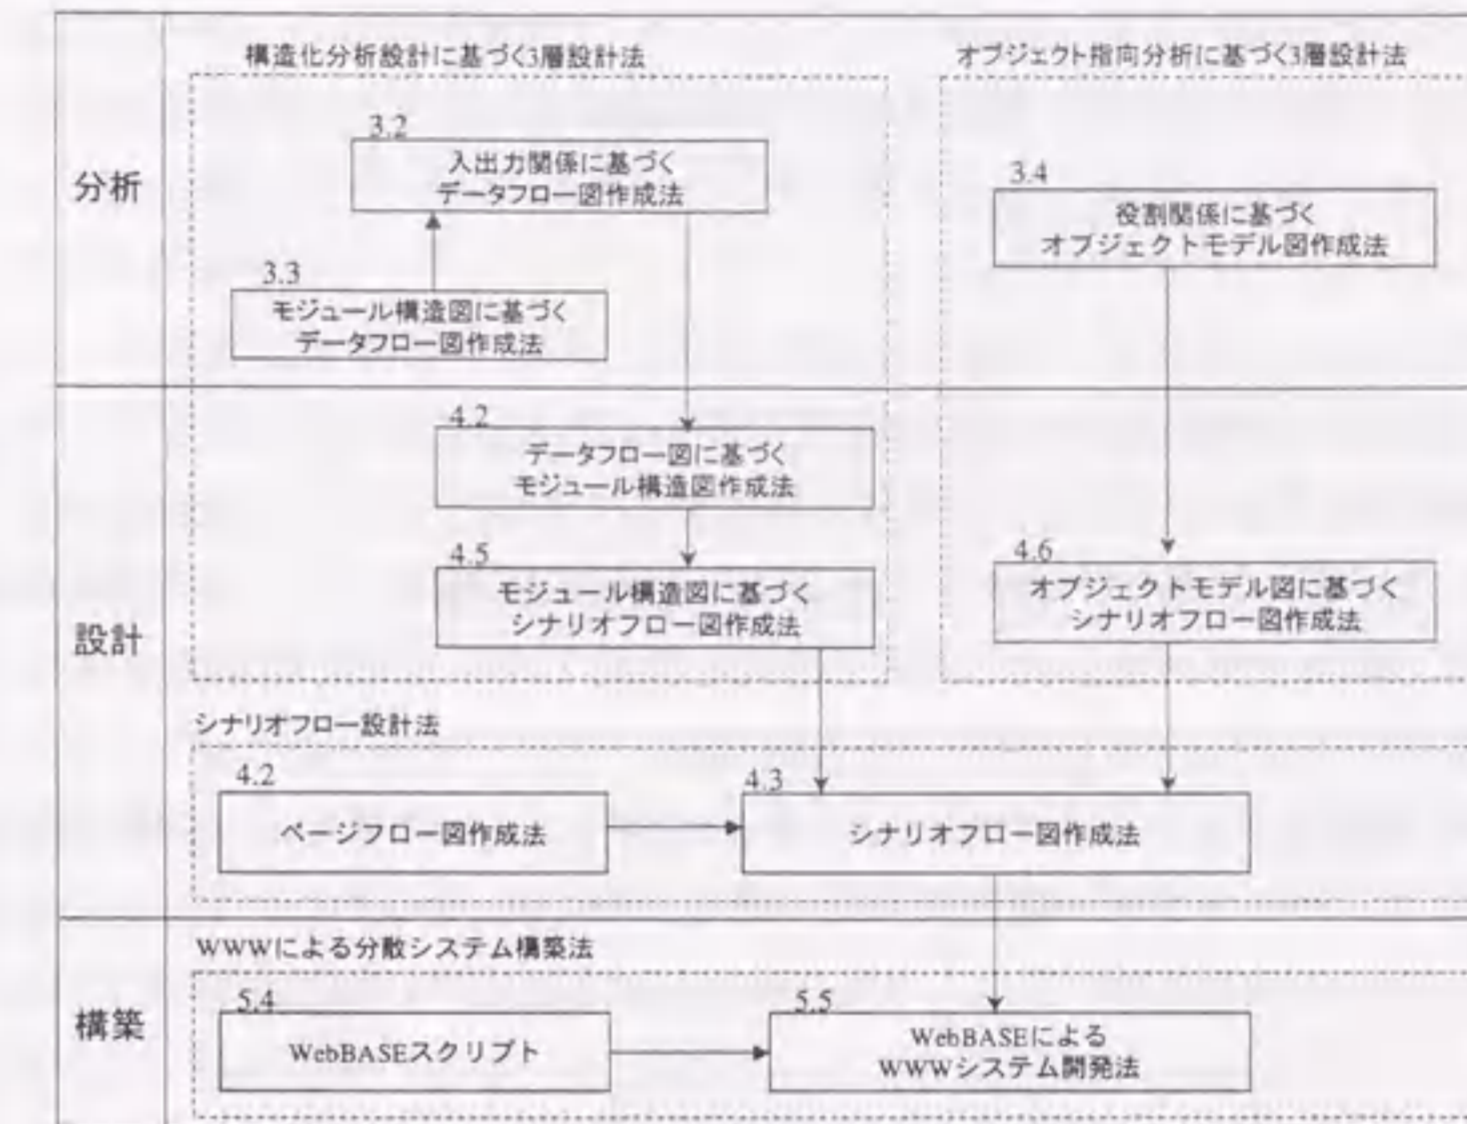 構造化分析設計に基づく3層設計法
オブジェクト指向分析に基づく3層設計法
分析
3.2
入出力関係に基づく
データフロー図作成法
3.4
役割関係に基づく
オブジェクトモデル図作成法
3.3
モジュール構造図に基づく
データフロー図作成法
設計
4.2
データフロー図に基づく
モジュール構造図作成法
4.5
モジュール構造図に基づく
シナリオフロー図作成法
4.6
オブジェクトモデル図に基づく
シナリオフロー図作成法
シナリオフロー設計法
4.2
ページフロー図作成法
4.3
シナリオフロー図作成法
構築
WWWによる分散システム構築法
5.4
WebBASEスクリプト
5.5
WebBASEによる
WWWシステム開発法